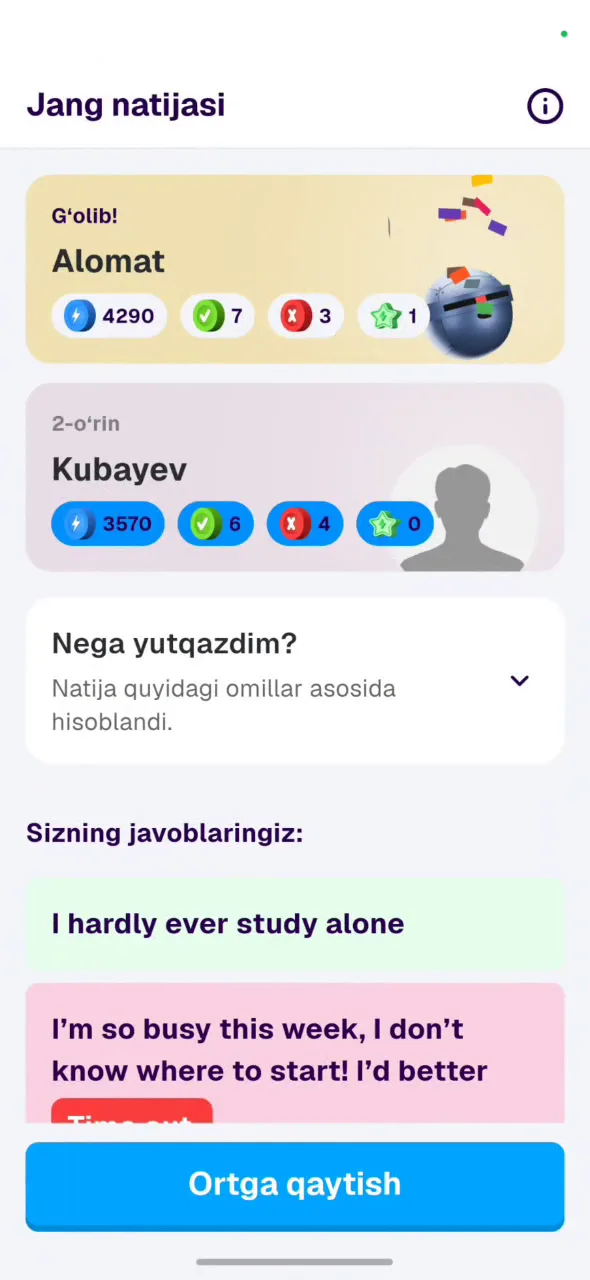 Jang natijasi
G‘olib!
Alomat
4290 7 3 1
2-o‘rin
Kubayev
3570 6 4 0
Nega yutqazdim?
Natija quyidagi omillar asosida
hisoblandi.
Sizning javoblaringiz:
I hardly ever study alone
I’m so busy this week, I don’t
know where to start! I’d better
Time out
Ortga qaytish